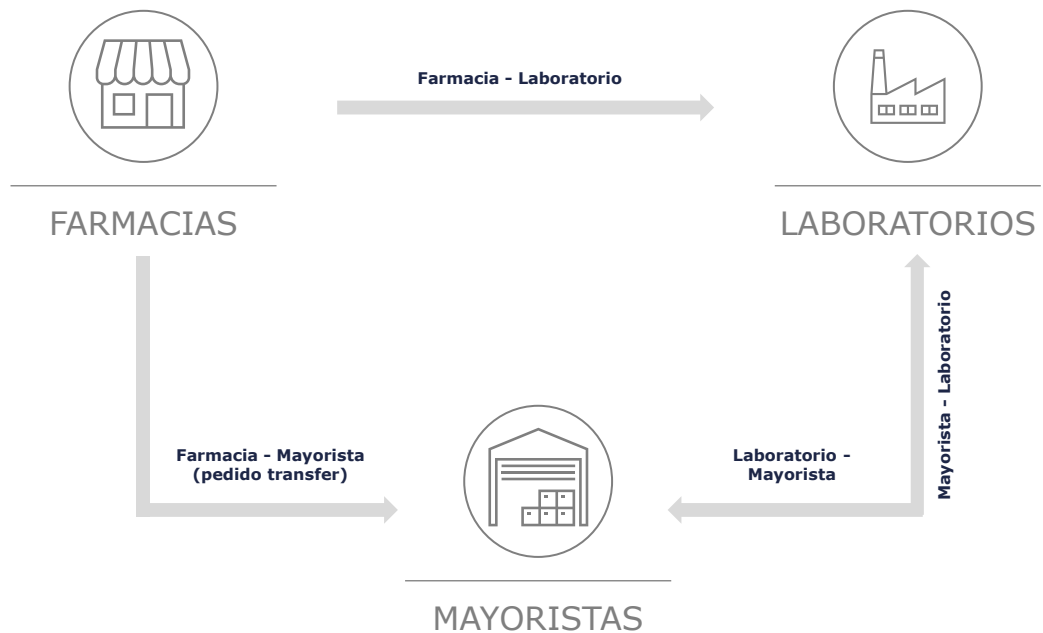 Farmacia - Laboratorio
FARMACIAS
LABORATORIOS
Farmacia - Mayorista
(pedido transfer)
Laboratorio -
Mayorista
Mayorista - Laboratorio
MAYORISTAS